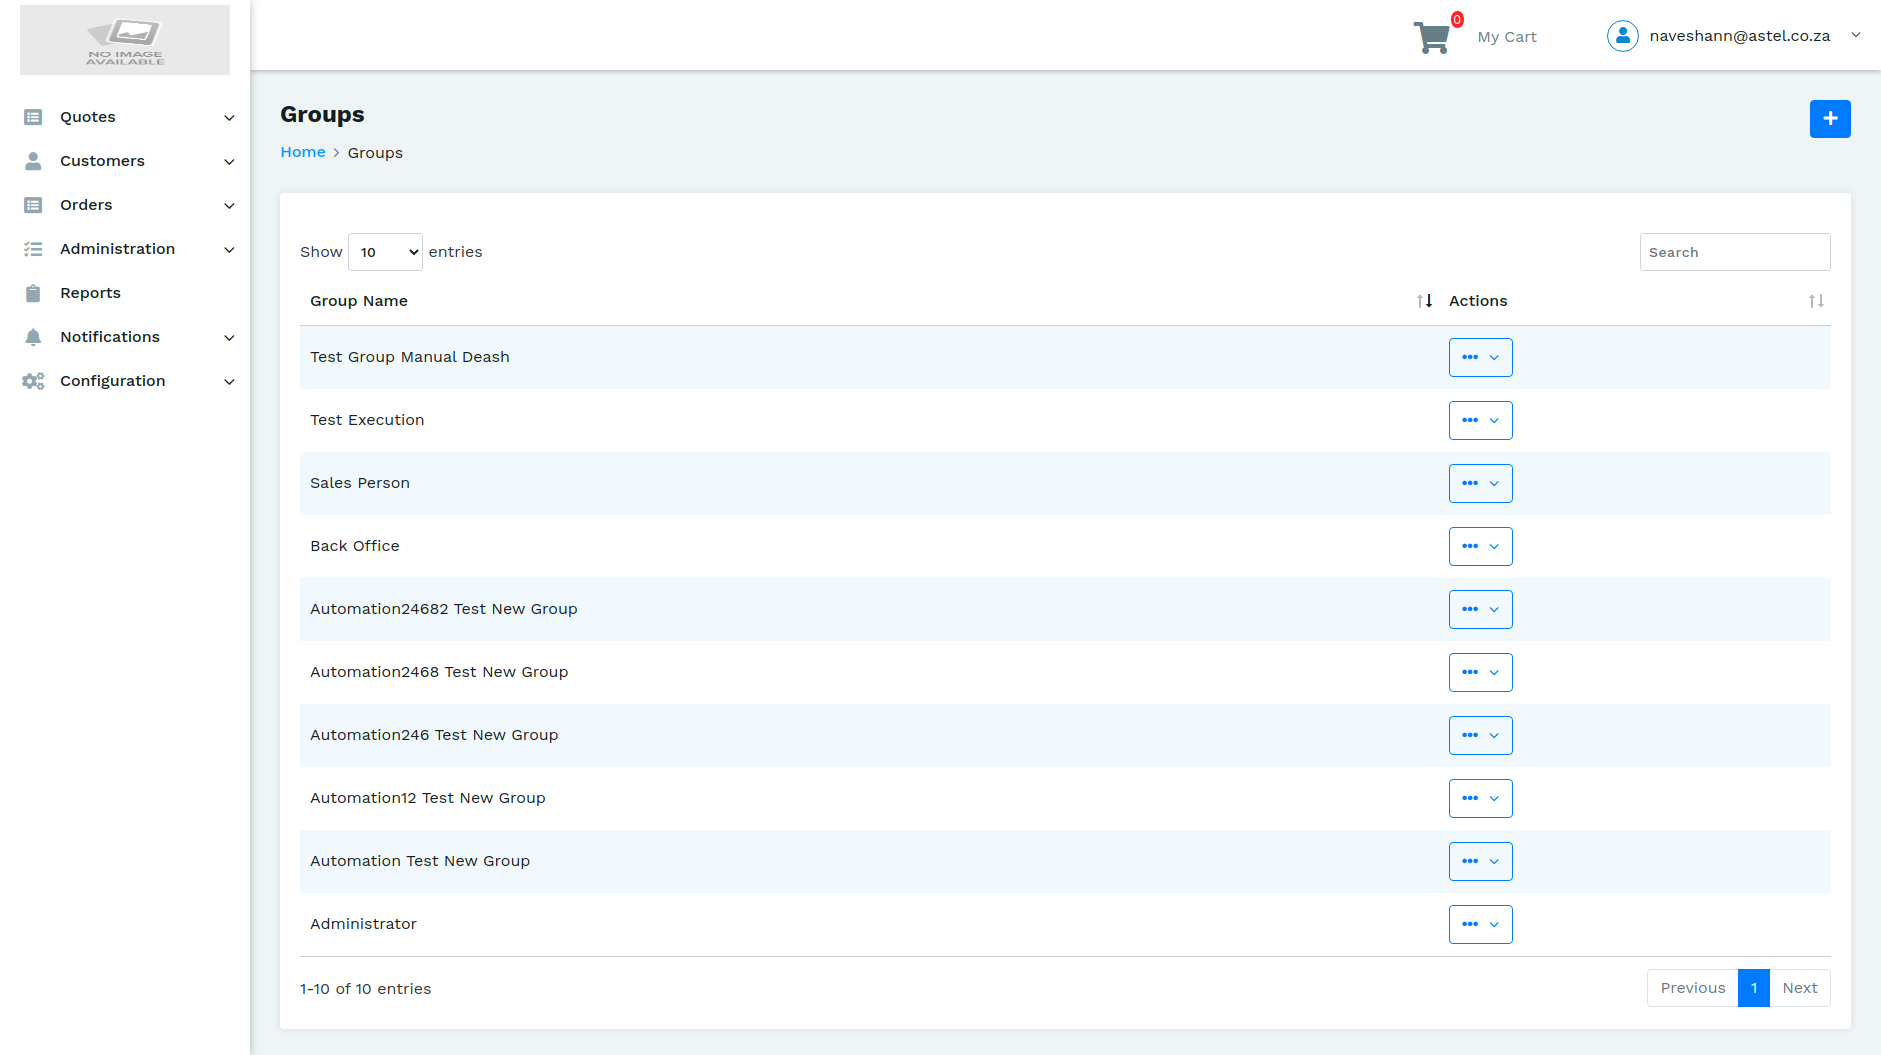 NO IMAGE
AVAILABLE
0
My Cart
naveshann@astel.co.za
Quotes
Customers
Orders
Administration
Reports
Notifications
Configuration
Groups
Home > Groups
Show 10 entries
Search
Group Name
Actions
Test Group Manual Deash
Test Execution
Sales Person
Back Office
Automation24682 Test New Group
Automation2468 Test New Group
Automation246 Test New Group
Automation12 Test New Group
Automation Test New Group
Administrator
1-10 of 10 entries
Previous 1 Next